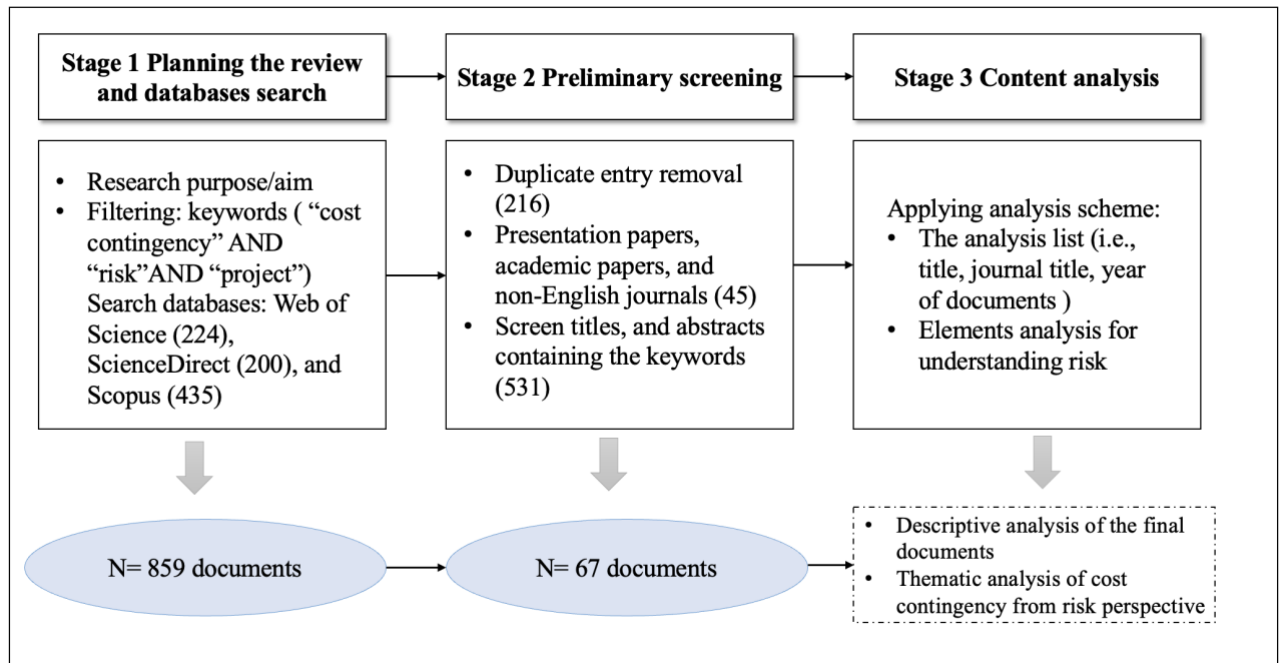 Stage 1 Planning the review
and databases search
Stage 2 Preliminary screening
Stage 3 Content analysis
• Research purpose/aim
• Filtering: keywords ( “cost
contingency” AND
“risk”AND “project”)
Search databases: Web of
Science (224),
ScienceDirect (200), and
Scopus (435)
• Duplicate entry removal
(216)
• Presentation papers,
academic papers, and
non-English journals (45)
• Screen titles, and abstracts
containing the keywords
(531)
Applying analysis scheme:
• The analysis list (i.e.,
title, journal title, year
of documents )
• Elements analysis for
understanding risk
N= 859 documents
N= 67 documents
• Descriptive analysis of the final
documents
• Thematic analysis of cost
contingency from risk perspective